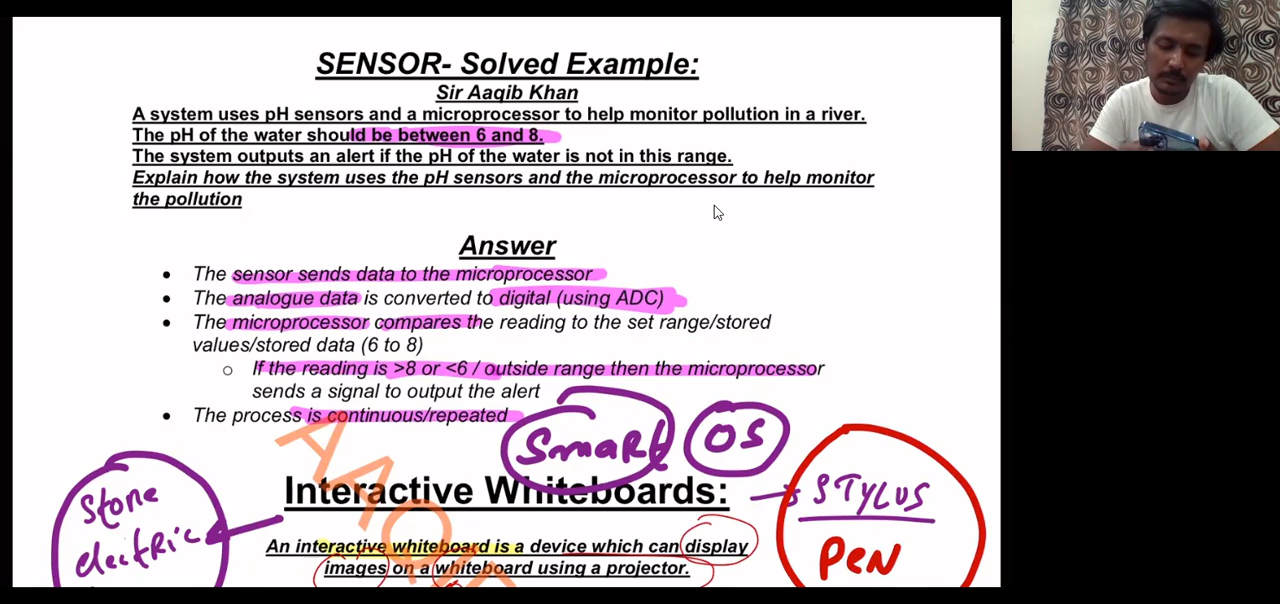 SENSOR- Solved Example:
Sir Aaqib Khan
A system uses pH sensors and a microprocessor to help monitor pollution in a river.
The pH of the water should be between 6 and 8.
The system outputs an alert if the pH of the water is not in this range.
Explain how the system uses the pH sensors and the microprocessor to help monitor
the pollution
Answer
• The sensor sends data to the microprocessor
• The analogue data is converted to digital (using ADC)
• The microprocessor compares the reading to the set range/stored
values/stored data (6 to 8)
o If the reading is >8 or <6 / outside range then the microprocessor
sends a signal to output the alert
• The process is continuous/repeated
SmaRt OS
Interactive Whiteboards:
STYLUS
PEN
Stone
electRic
An interactive whiteboard is a device which can display
images on a whiteboard using a projector.